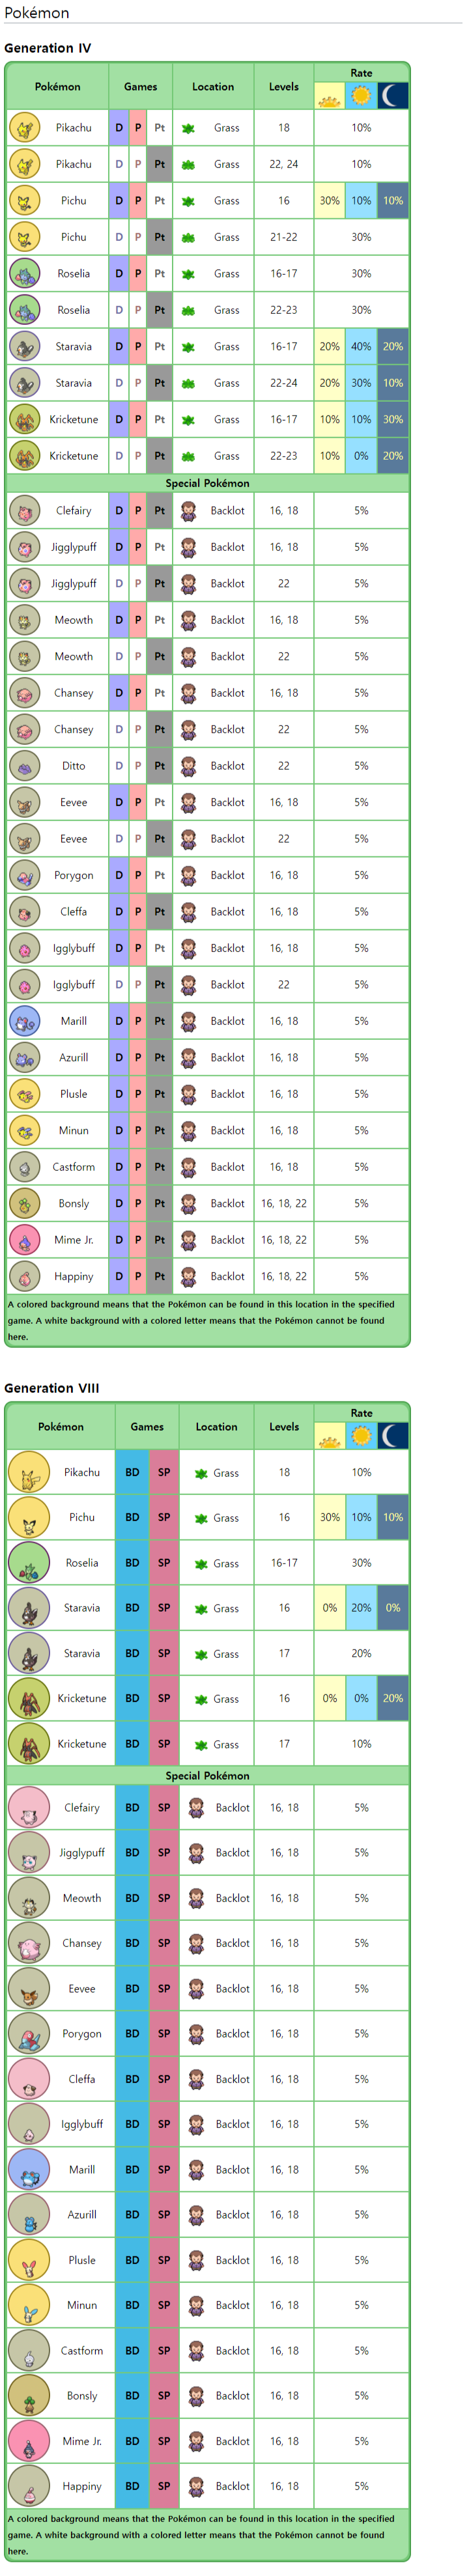 Pokémon
Generation IV
Pokémon Games Location Levels Rate
Pikachu D P Pt Grass 18 10%
Pikachu D P Pt Grass 22, 24 10%
Pichu D P Pt Grass 16 30% 10% 10%
Pichu D P Pt Grass 21-22 30%
Roselia D P Pt Grass 16-17 30%
Roselia D P Pt Grass 22-23 30%
Staravia D P Pt Grass 16-17 20% 40% 20%
Staravia D P Pt Grass 22-24 20% 30% 10%
Kricketune D P Pt Grass 16-17 10% 10% 30%
Kricketune D P Pt Grass 22-23 10% 0% 20%
Special Pokémon
Clefairy D P Pt Backlot 16, 18 5%
Jigglypuff D P Pt Backlot 16, 18 5%
Jigglypuff D P Pt Backlot 22 5%
Meowth D P Pt Backlot 16, 18 5%
Meowth D P Pt Backlot 22 5%
Chansey D P Pt Backlot 16, 18 5%
Chansey D P Pt Backlot 22 5%
Ditto D P Pt Backlot 22 5%
Eevee D P Pt Backlot 16, 18 5%
Eevee D P Pt Backlot 22 5%
Porygon D P Pt Backlot 16, 18 5%
Cleffa D P Pt Backlot 16, 18 5%
Igglybuff D P Pt Backlot 16, 18 5%
Igglybuff D P Pt Backlot 22 5%
Marill D P Pt Backlot 16, 18 5%
Azurill D P Pt Backlot 16, 18 5%
Plusle D P Pt Backlot 16, 18 5%
Minun D P Pt Backlot 16, 18 5%
Castform D P Pt Backlot 16, 18 5%
Bonsly D P Pt Backlot 16, 18, 22 5%
Mime Jr. D P Pt Backlot 16, 18, 22 5%
Happiny D P Pt Backlot 16, 18, 22 5%
A colored background means that the Pokémon can be found in this location in the specified
game. A white background with a colored letter means that the Pokémon cannot be found
here.
Generation VIII
Pokémon Games Location Levels Rate
Pikachu BD SP Grass 18 10%
Pichu BD SP Grass 16 30% 10% 10%
Roselia BD SP Grass 16-17 30%
Staravia BD SP Grass 16 0% 20% 0%
Staravia BD SP Grass 17 20%
Kricketune BD SP Grass 16 0% 0% 20%
Kricketune BD SP Grass 17 10%
Special Pokémon
Clefairy BD SP Backlot 16, 18 5%
Jigglypuff BD SP Backlot 16, 18 5%
Meowth BD SP Backlot 16, 18 5%
Chansey BD SP Backlot 16, 18 5%
Eevee BD SP Backlot 16, 18 5%
Porygon BD SP Backlot 16, 18 5%
Cleffa BD SP Backlot 16, 18 5%
Igglybuff BD SP Backlot 16, 18 5%
Marill BD SP Backlot 16, 18 5%
Azurill BD SP Backlot 16, 18 5%
Plusle BD SP Backlot 16, 18 5%
Minun BD SP Backlot 16, 18 5%
Castform BD SP Backlot 16, 18 5%
Bonsly BD SP Backlot 16, 18 5%
Mime Jr. BD SP Backlot 16, 18 5%
Happiny BD SP Backlot 16, 18 5%
A colored background means that the Pokémon can be found in this location in the specified
game. A white background with a colored letter means that the Pokémon cannot be found
here.